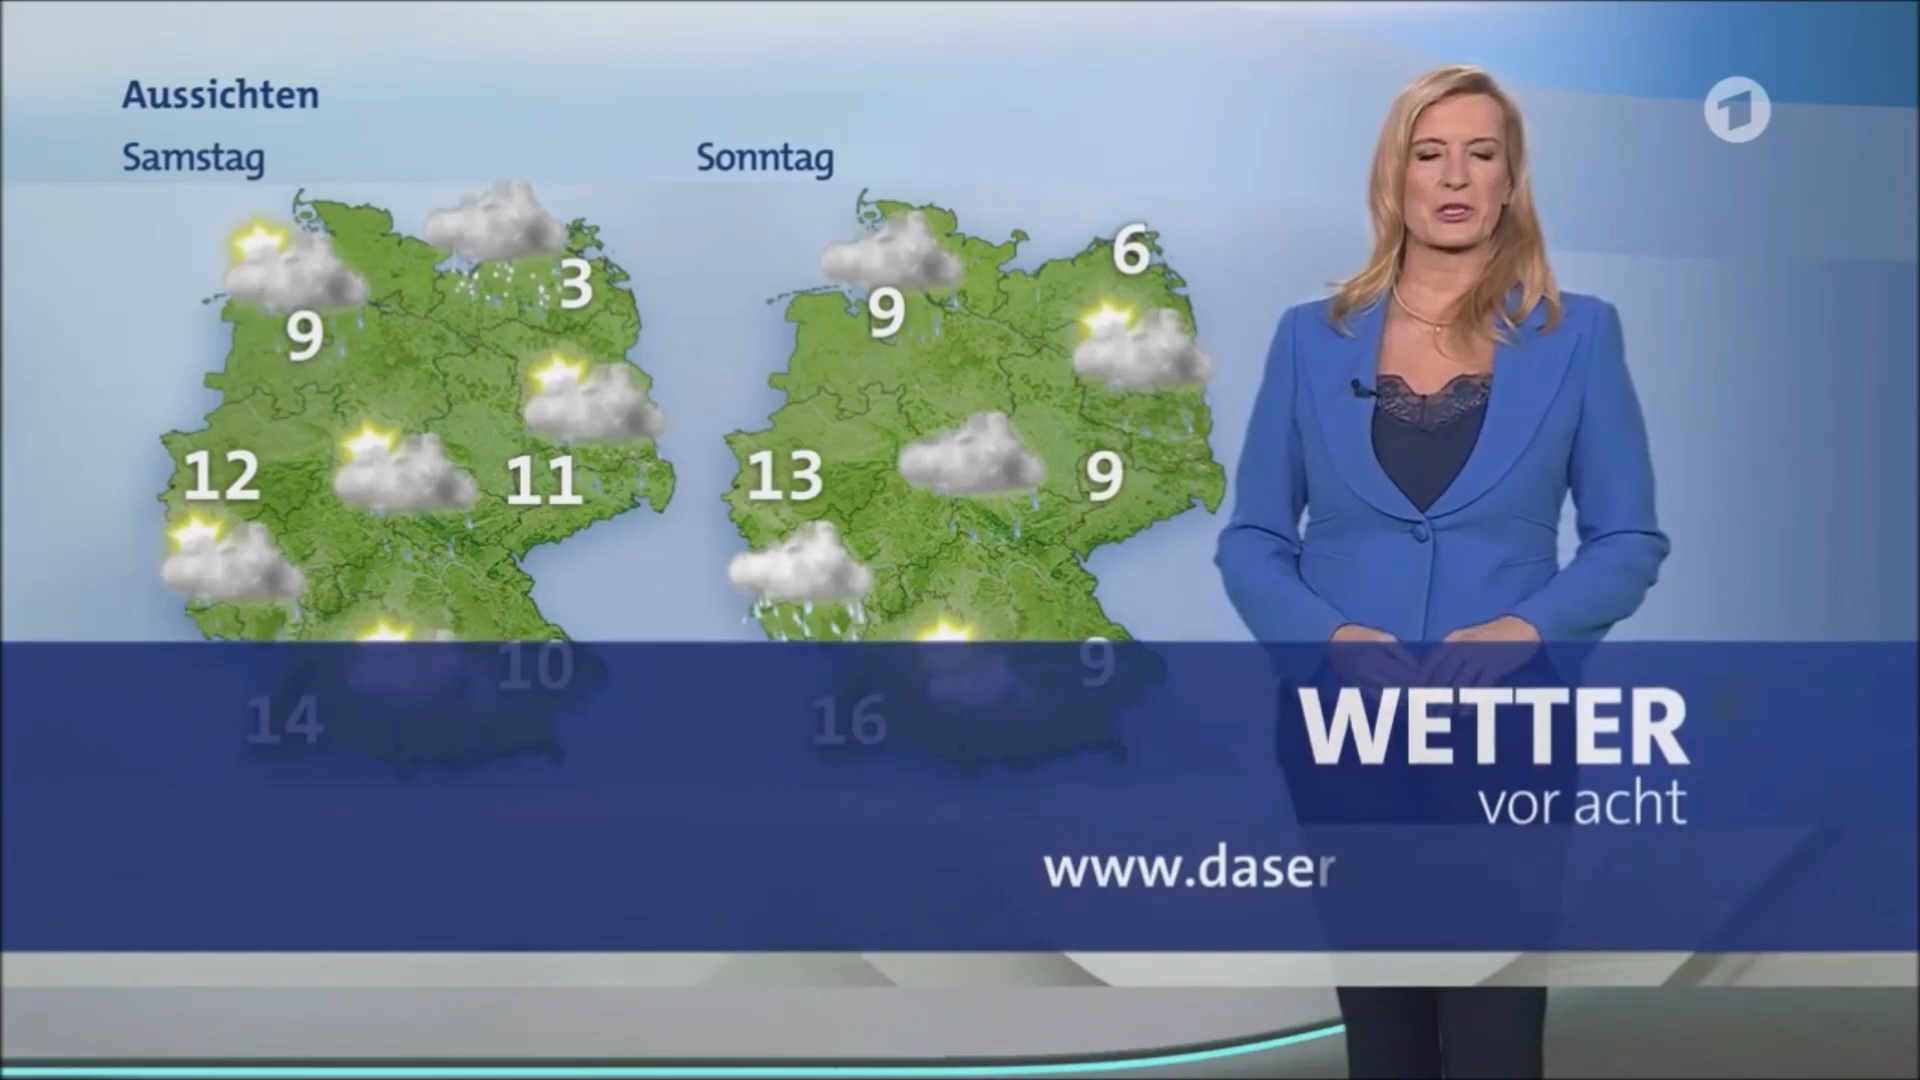 Aussichten
Samstag
Sonntag
3
9
12
11
10
14
6
9
13
9
9
16
WETTER
vor acht
www.daser